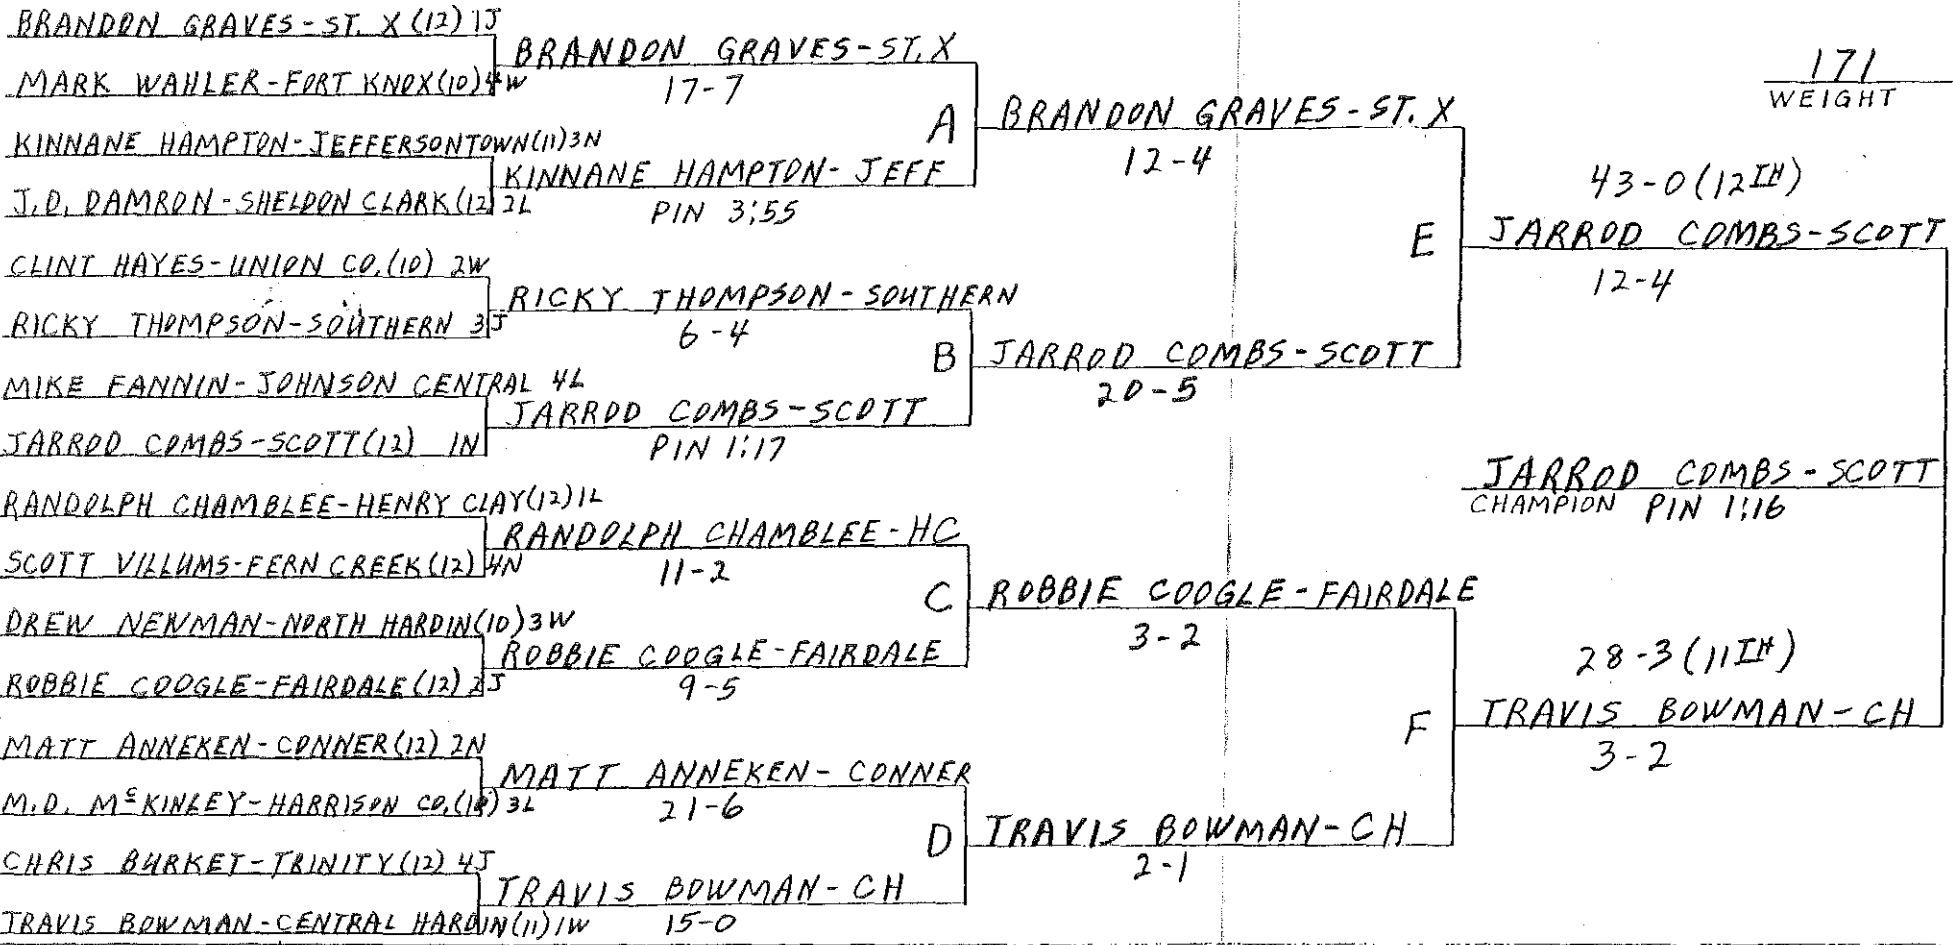 BRANDON GRAVES-ST. X (12) 1J
MARK WAHLER-FORT KNOX(10)4W
KINNANE HAMPTON-JEFFERSONTOWN(11)3N
J.D. DAMRON-SHELDON CLARK(12) 2L
CLINT HAYES-UNION CO.(10) 2W
RICKY THOMPSON-SOUTHERN 3J
MIKE FANNIN-JOHNSON CENTRAL 4L
JARROD COMBS-SCOTT(12) 1N
RANDOLPH CHAMBLEE-HENRY CLAY(12)1L
SCOTT VILLUMS-FERN CREEK(12) 4N
DREW NEWMAN-NORTH HARDIN(10)3W
ROBBIE COOGLE-FAIRDALE(12) 2J
MATT ANNEKEN-CONNER(12) 2N
M.D. McKINLEY-HARRISON CO. 3L
CHRIS BURKET-TRINITY(12) 4J
TRAVIS BOWMAN-CENTRAL HARDIN(11)1W
BRANDON GRAVES-ST. X
17-7
KINNANE HAMPTON-JEFF
PIN 3:55
RICKY THOMPSON-SOUTHERN
6-4
JARROD COMBS-SCOTT
PIN 1:17
RANDOLPH CHAMBLEE-HC
11-2
ROBBIE COOGLE-FAIRDALE
9-5
MATT ANNEKEN-CONNER
21-6
TRAVIS BOWMAN-CH
15-0
A
BRANDON GRAVES-ST. X
12-4
B
JARROD COMBS-SCOTT
20-5
C
ROBBIE COOGLE-FAIRDALE
3-2
D
TRAVIS BOWMAN-CH
2-1
171
WEIGHT
E
43-0 (12TH)
JARROD COMBS-SCOTT
12-4
F
28-3 (11TH)
TRAVIS BOWMAN-CH
3-2
JARROD COMBS-SCOTT
CHAMPION PIN 1:16